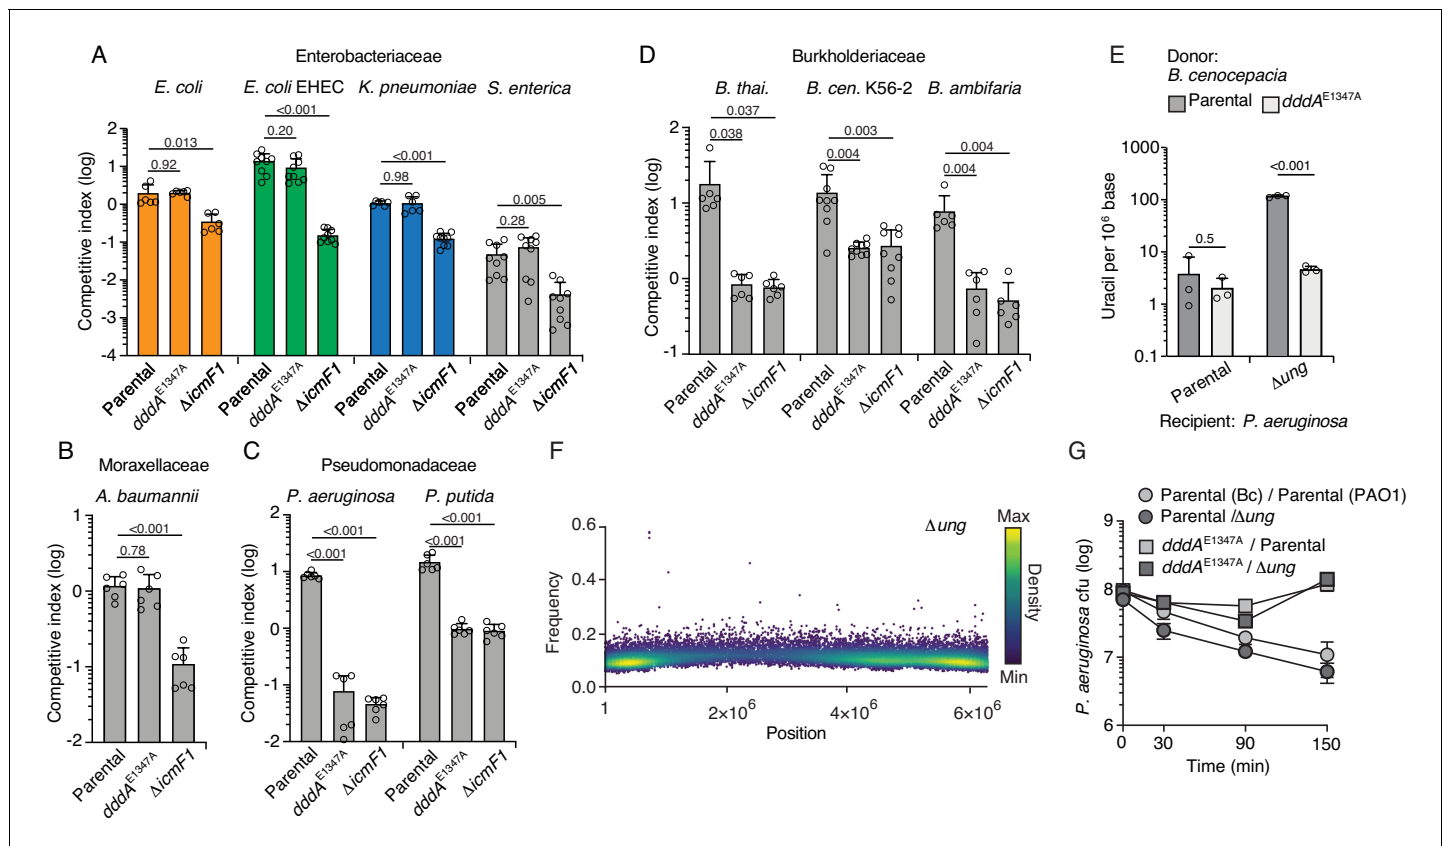 A
Enterobacteriaceae
E. coli
E. coli EHEC
K. pneumoniae
S. enterica
Competitive index (log)
2
1
0
-1
-2
-3
-4
0.013
0.92
<0.001
0.20
<0.001
0.98
0.005
0.28
Parental
dddA^E1347A
ΔicmF1
Parental
dddA^E1347A
ΔicmF1
Parental
dddA^E1347A
ΔicmF1
Parental
dddA^E1347A
ΔicmF1
D
Burkholderiaceae
B. thai.
B. cen. K56-2
B. ambifaria
Competitive index (log)
2
1
0
-1
0.037
0.038
0.003
0.004
0.004
0.004
Parental
dddA^E1347A
ΔicmF1
Parental
dddA^E1347A
ΔicmF1
Parental
dddA^E1347A
ΔicmF1
E
Donor:
B. cenocepacia
Parental
dddA^E1347A
Uracil per 10^6 base
1000
100
10
1
0.1
0.5
<0.001
Parental
Δung
Recipient: P. aeruginosa
B
Moraxellaceae
A. baumannii
Competitive index (log)
1
0
-1
-2
<0.001
0.78
Parental
dddA^E1347A
ΔicmF1
C
Pseudomonadaceae
P. aeruginosa
P. putida
Competitive index (log)
2
1
0
-1
-2
<0.001
<0.001
<0.001
<0.001
Parental
dddA^E1347A
ΔicmF1
Parental
dddA^E1347A
ΔicmF1
F
Δung
Frequency
0.6
0.4
0.2
0.0
1
2×10^6
4×10^6
6×10^6
Position
Max
Density
Min
G
Parental (Bc) / Parental (PAO1)
Parental /Δung
dddA^E1347A / Parental
dddA^E1347A / Δung
P. aeruginosa cfu (log)
9
8
7
6
0
30
90
150
Time (min)